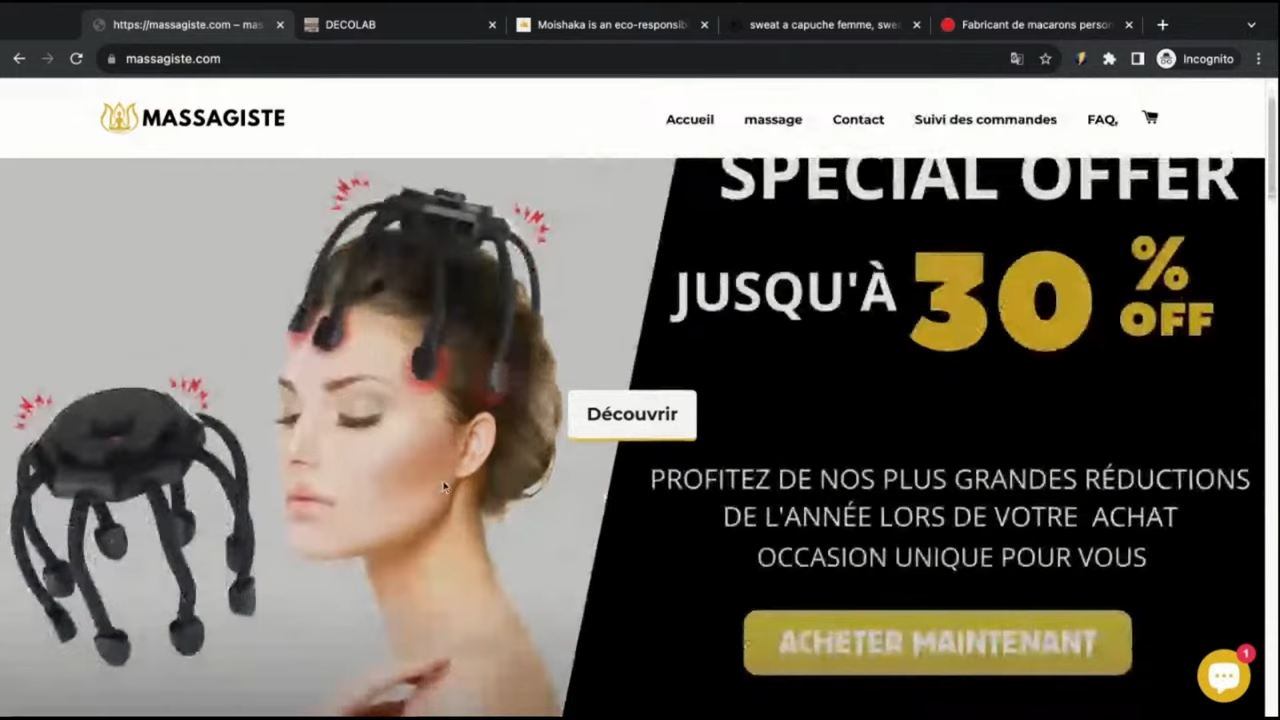 https://massagiste.com – mas
DECOLAB
Moishaka is an eco-responsib
sweat a capuche femme, swe
Fabricant de macarons person
massagiste.com
Incognito
MASSAGISTE
Accueil
massage
Contact
Suivi des commandes
FAQ,
SPECIAL OFFER
JUSQU'À 30 % OFF
Découvrir
PROFITEZ DE NOS PLUS GRANDES RÉDUCTIONS
DE L'ANNÉE LORS DE VOTRE ACHAT
OCCASION UNIQUE POUR VOUS
ACHETER MAINTENANT
1